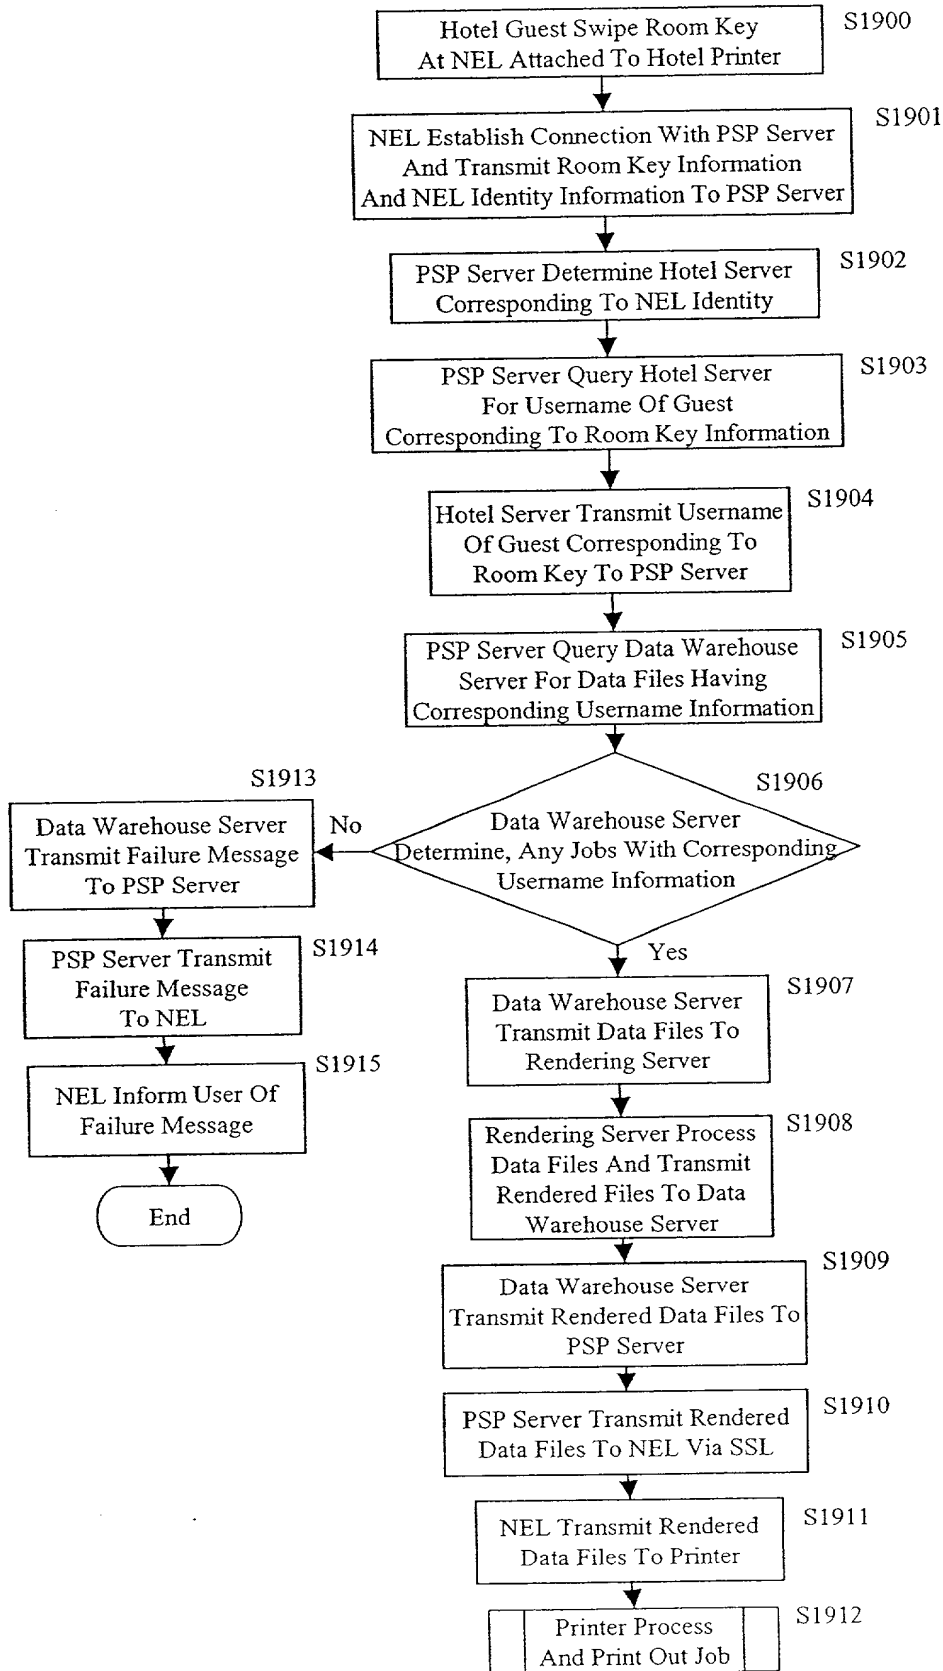 Hotel Guest Swipe Room Key
At NEL Attached To Hotel Printer
S1900
NEL Establish Connection With PSP Server
And Transmit Room Key Information
And NEL Identity Information To PSP Server
S1901
PSP Server Determine Hotel Server
Corresponding To NEL Identity
S1902
PSP Server Query Hotel Server
For Username Of Guest
Corresponding To Room Key Information
S1903
Hotel Server Transmit Username
Of Guest Corresponding To
Room Key To PSP Server
S1904
PSP Server Query Data Warehouse
Server For Data Files Having
Corresponding Username Information
S1905
S1906
Data Warehouse Server
Determine, Any Jobs With Corresponding
Username Information
No
S1913
Data Warehouse Server
Transmit Failure Message
To PSP Server
PSP Server Transmit
Failure Message
To NEL
S1914
NEL Inform User Of
Failure Message
S1915
End
Yes
Data Warehouse Server
Transmit Data Files To
Rendering Server
S1907
Rendering Server Process
Data Files And Transmit
Rendered Files To Data
Warehouse Server
S1908
Data Warehouse Server
Transmit Rendered Data Files To
PSP Server
S1909
PSP Server Transmit Rendered
Data Files To NEL Via SSL
S1910
NEL Transmit Rendered
Data Files To Printer
S1911
Printer Process
And Print Out Job
S1912